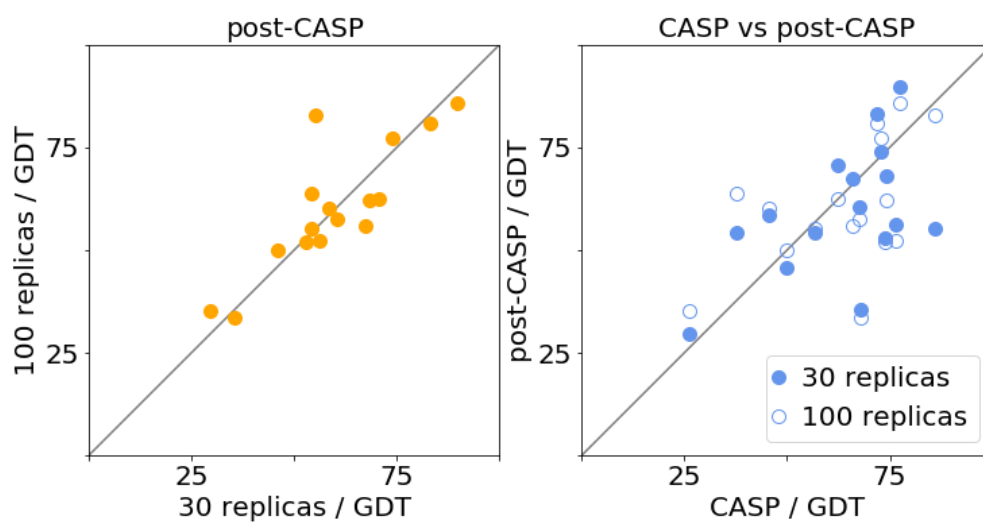 post-CASP
100 replicas / GDT
75
25
25
75
30 replicas / GDT
CASP vs post-CASP
post-CASP / GDT
75
25
30 replicas
100 replicas
25
75
CASP / GDT